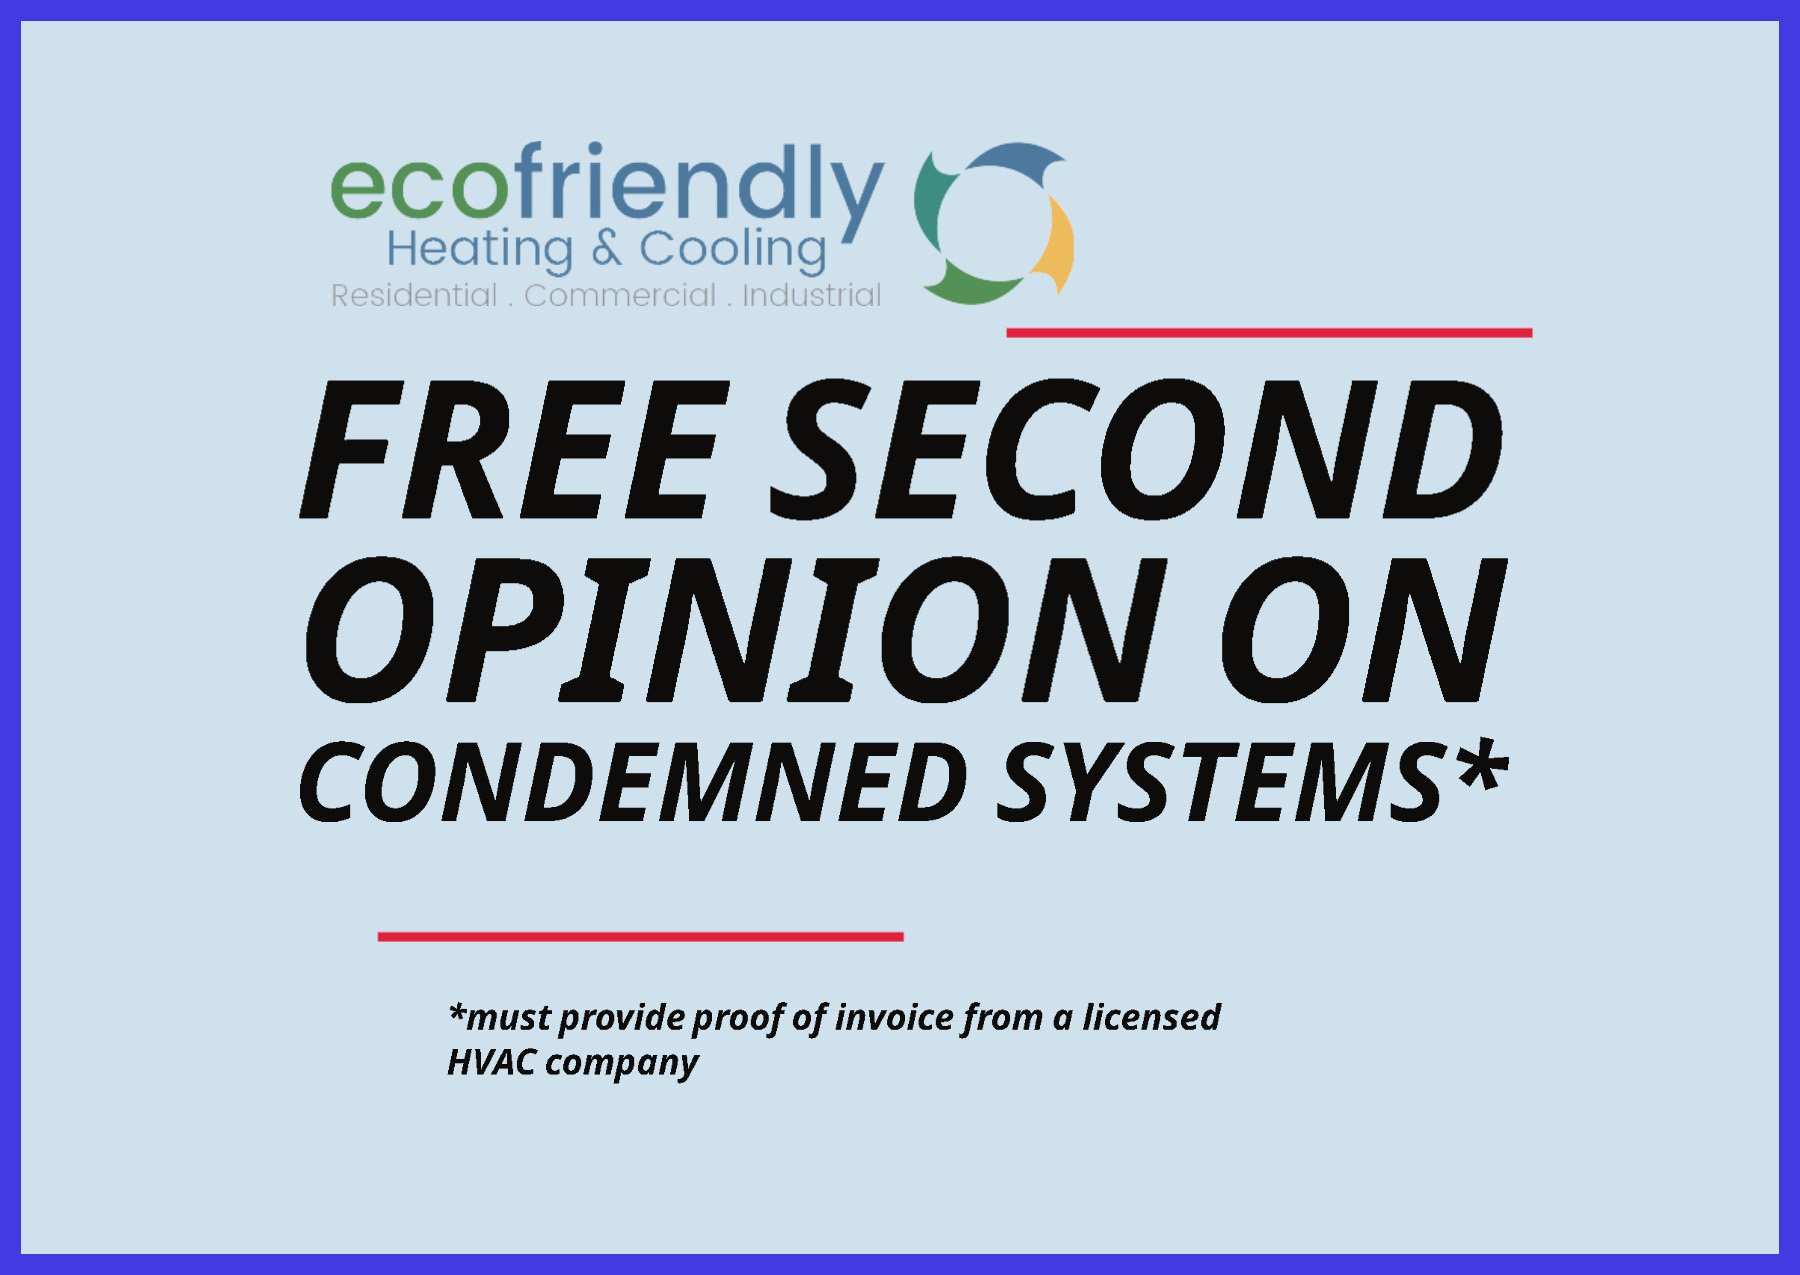 ecofriendly
Heating & Cooling
Residential . Commercial . Industrial
FREE SECOND
OPINION ON
CONDEMNED SYSTEMS*
*must provide proof of invoice from a licensed
HVAC company